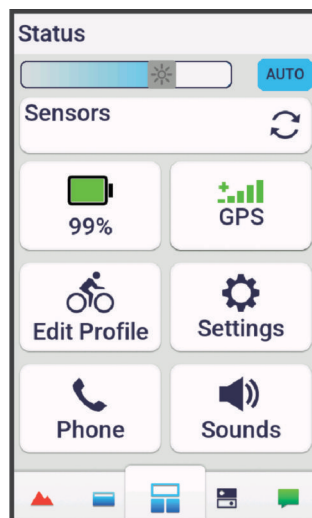 Status
AUTO
Sensors
99%
GPS
Edit Profile
Settings
Phone
Sounds